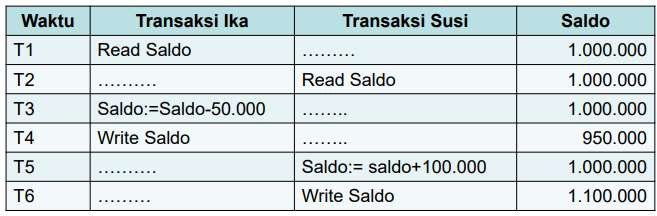 Waktu Transaksi Ika Transaksi Susi Saldo
T1 Read Saldo ……… 1.000.000
T2 ………. Read Saldo 1.000.000
T3 Saldo:=Saldo-50.000 …….. 1.000.000
T4 Write Saldo …….. 950.000
T5 ………. Saldo:= saldo+100.000 1.000.000
T6 ……… Write Saldo 1.100.000